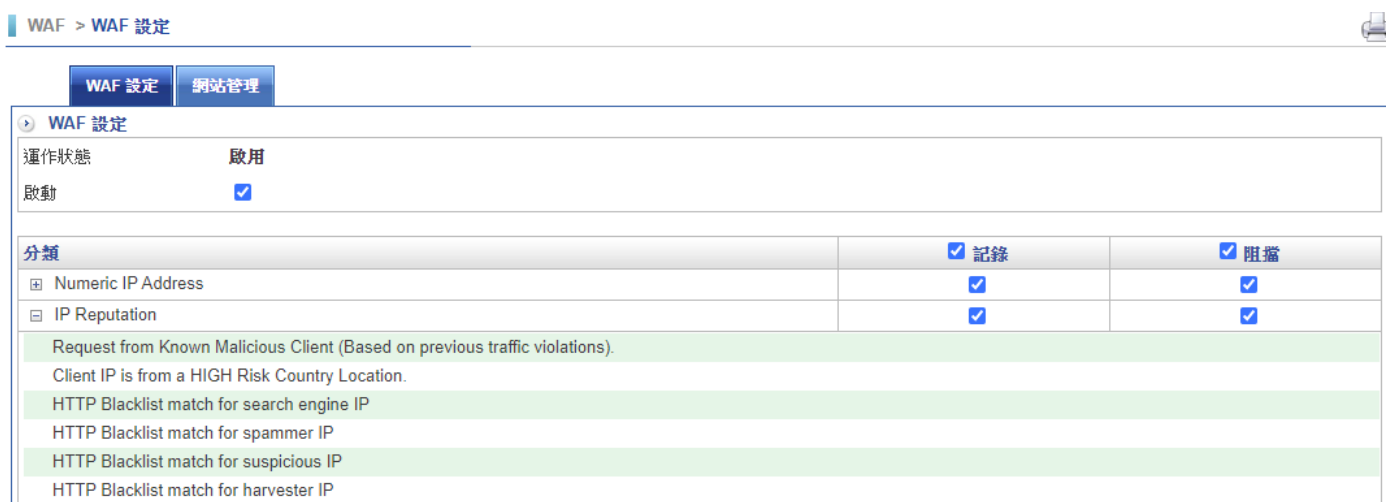 WAF > WAF 設定
WAF 設定 網站管理
WAF 設定
運作狀態 啟用
啟動
分類 記錄 阻擋
Numeric IP Address
IP Reputation
Request from Known Malicious Client (Based on previous traffic violations).
Client IP is from a HIGH Risk Country Location.
HTTP Blacklist match for search engine IP
HTTP Blacklist match for spammer IP
HTTP Blacklist match for suspicious IP
HTTP Blacklist match for harvester IP